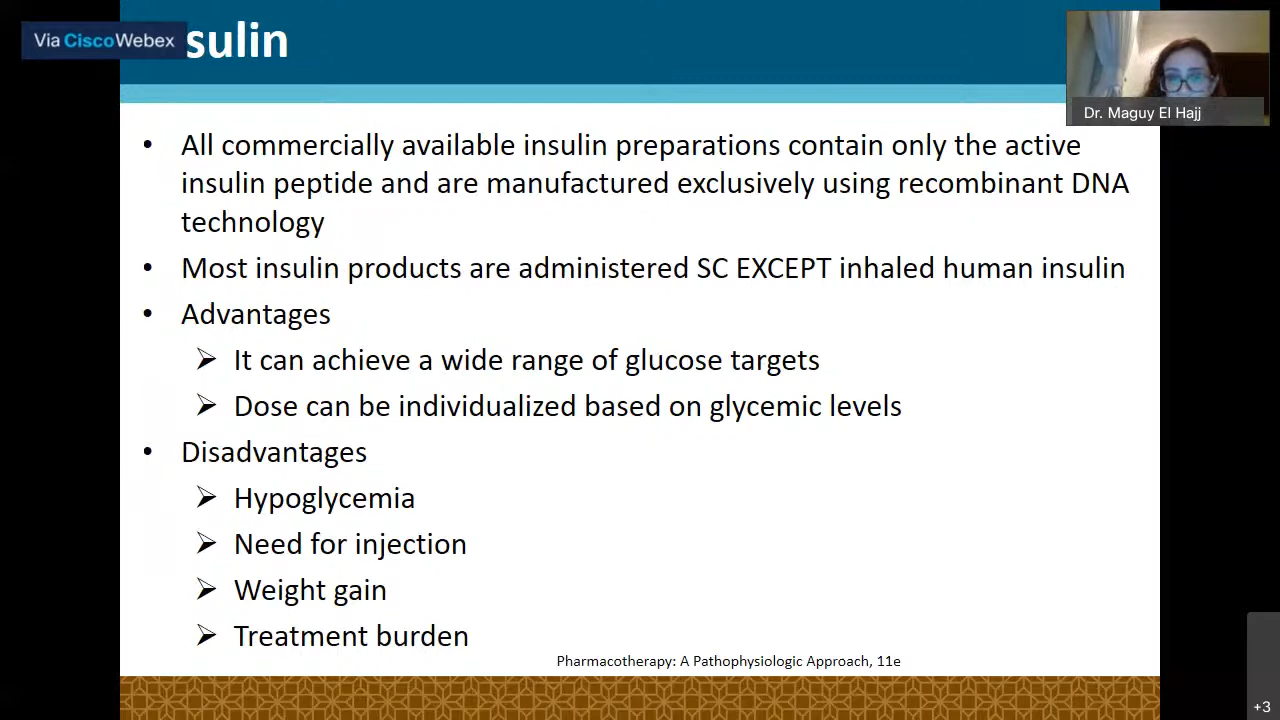 Via CiscoWebex
sulin
Dr. Maguy El Hajj
• All commercially available insulin preparations contain only the active
insulin peptide and are manufactured exclusively using recombinant DNA
technology
• Most insulin products are administered SC EXCEPT inhaled human insulin
• Advantages
➢ It can achieve a wide range of glucose targets
➢ Dose can be individualized based on glycemic levels
• Disadvantages
➢ Hypoglycemia
➢ Need for injection
➢ Weight gain
➢ Treatment burden
Pharmacotherapy: A Pathophysiologic Approach, 11e
+3